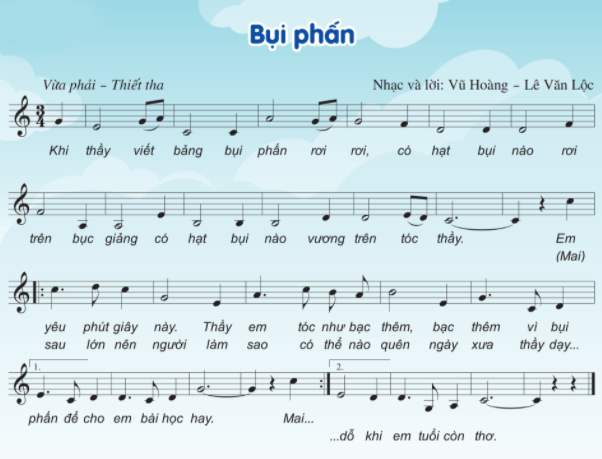 Bụi phấn
Vừa phải – Thiết tha
Nhạc và lời: Vũ Hoàng – Lê Văn Lộc
3
4
Khi thầy viết bảng bụi phấn rơi rơi, có hạt bụi nào rơi
trên bục giảng có hạt bụi nào vương trên tóc thầy. Em
(Mai)
yêu phút giây này. Thầy em tóc như bạc thêm, bạc thêm vì bụi
sau lớn nên người làm sao có thể nào quên ngày xưa thầy dạy...
1.
2.
phấn để cho em bài học hay. Mai...
...dỗ khi em tuổi còn thơ.